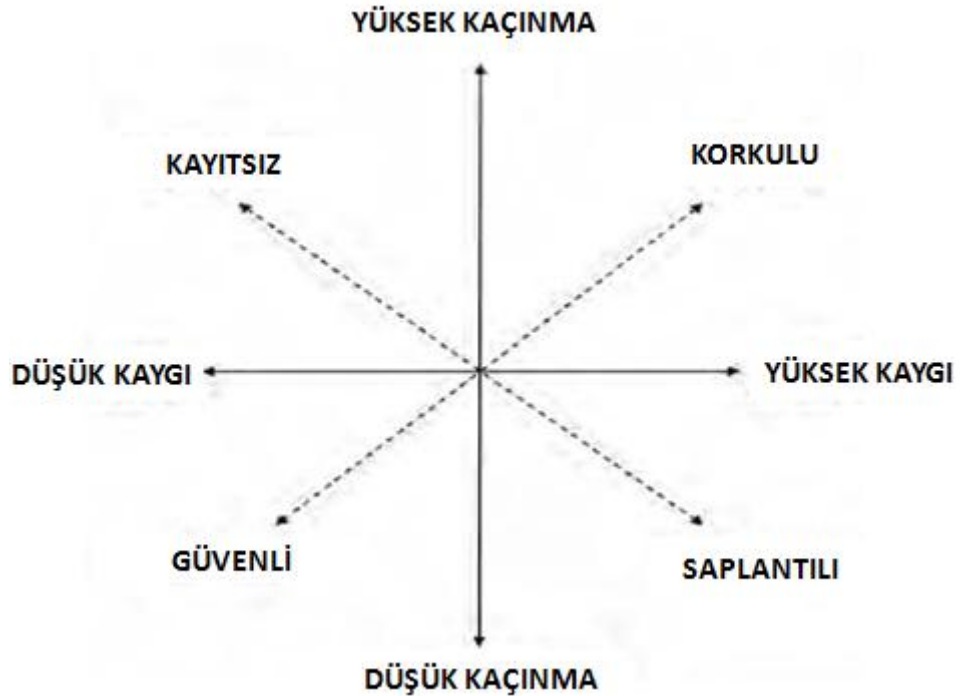 YÜKSEK KAÇINMA
KAYITSIZ
KORKULU
DÜŞÜK KAYGI
YÜKSEK KAYGI
GÜVENLİ
SAPLANTILI
DÜŞÜK KAÇINMA